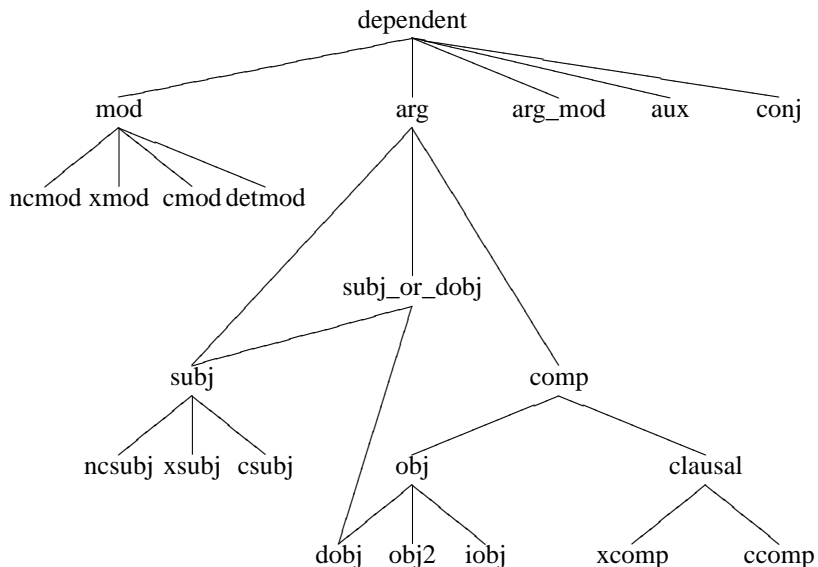 dependent
mod arg arg_mod aux conj
ncmod xmod cmod detmod
subj_or_dobj
subj comp
ncsubj xsubj csubj obj clausal
dobj obj2 iobj xcomp ccomp